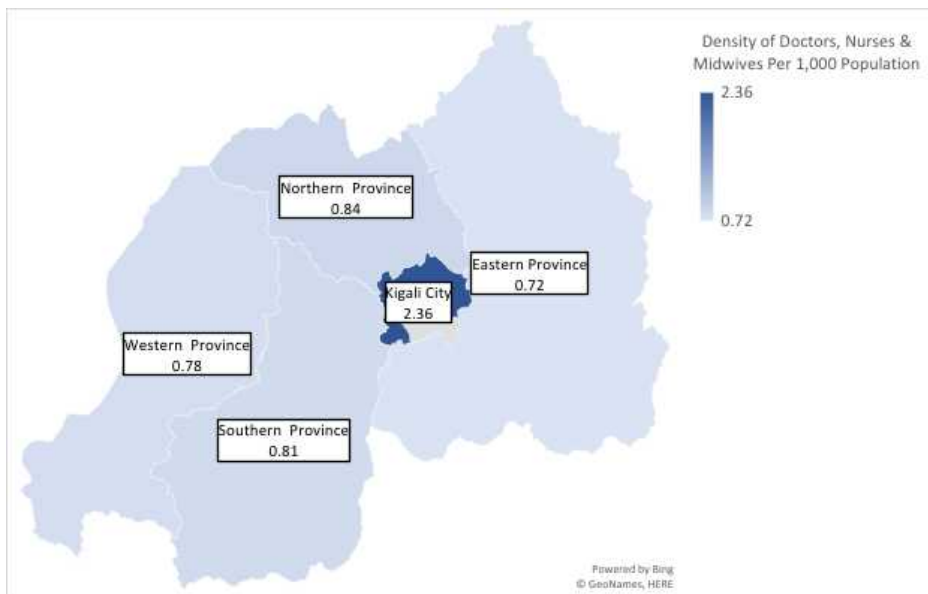 Density of Doctors, Nurses &
Midwives Per 1,000 Population
2.36
0.72
Northern Province
0.84
Eastern Province
0.72
Kigali City
2.36
Western Province
0.78
Southern Province
0.81
Powered by Bing
© GeoNames, HERE